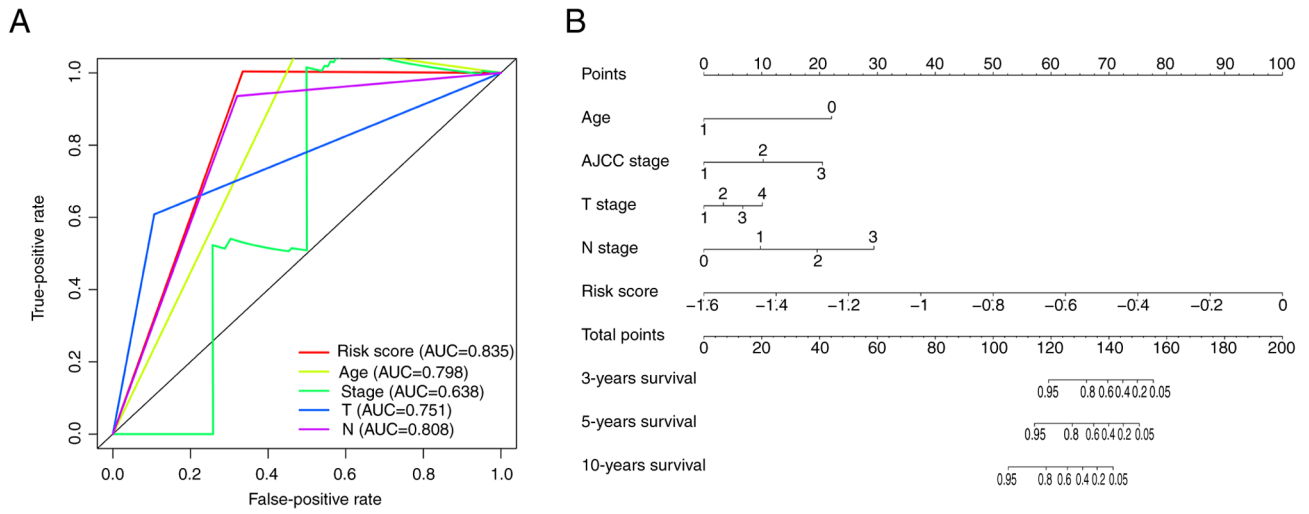 A
True-positive rate
1.0
0.8
0.6
0.4
0.2
0.0
Risk score (AUC=0.835)
Age (AUC=0.798)
Stage (AUC=0.638)
T (AUC=0.751)
N (AUC=0.808)
0.0 0.2 0.4 0.6 0.8 1.0
False-positive rate
B
Points 0 10 20 30 40 50 60 70 80 90 100
Age 1 0
AJCC stage 1 2 3
T stage 1 2 3 4
N stage 0 1 2 3
Risk score −1.6 −1.4 −1.2 −1 −0.8 −0.6 −0.4 −0.2 0
Total points 0 20 40 60 80 100 120 140 160 180 200
3-years survival 0.95 0.8 0.6 0.4 0.2 0.05
5-years survival 0.95 0.8 0.6 0.4 0.2 0.05
10-years survival 0.95 0.8 0.6 0.4 0.2 0.05